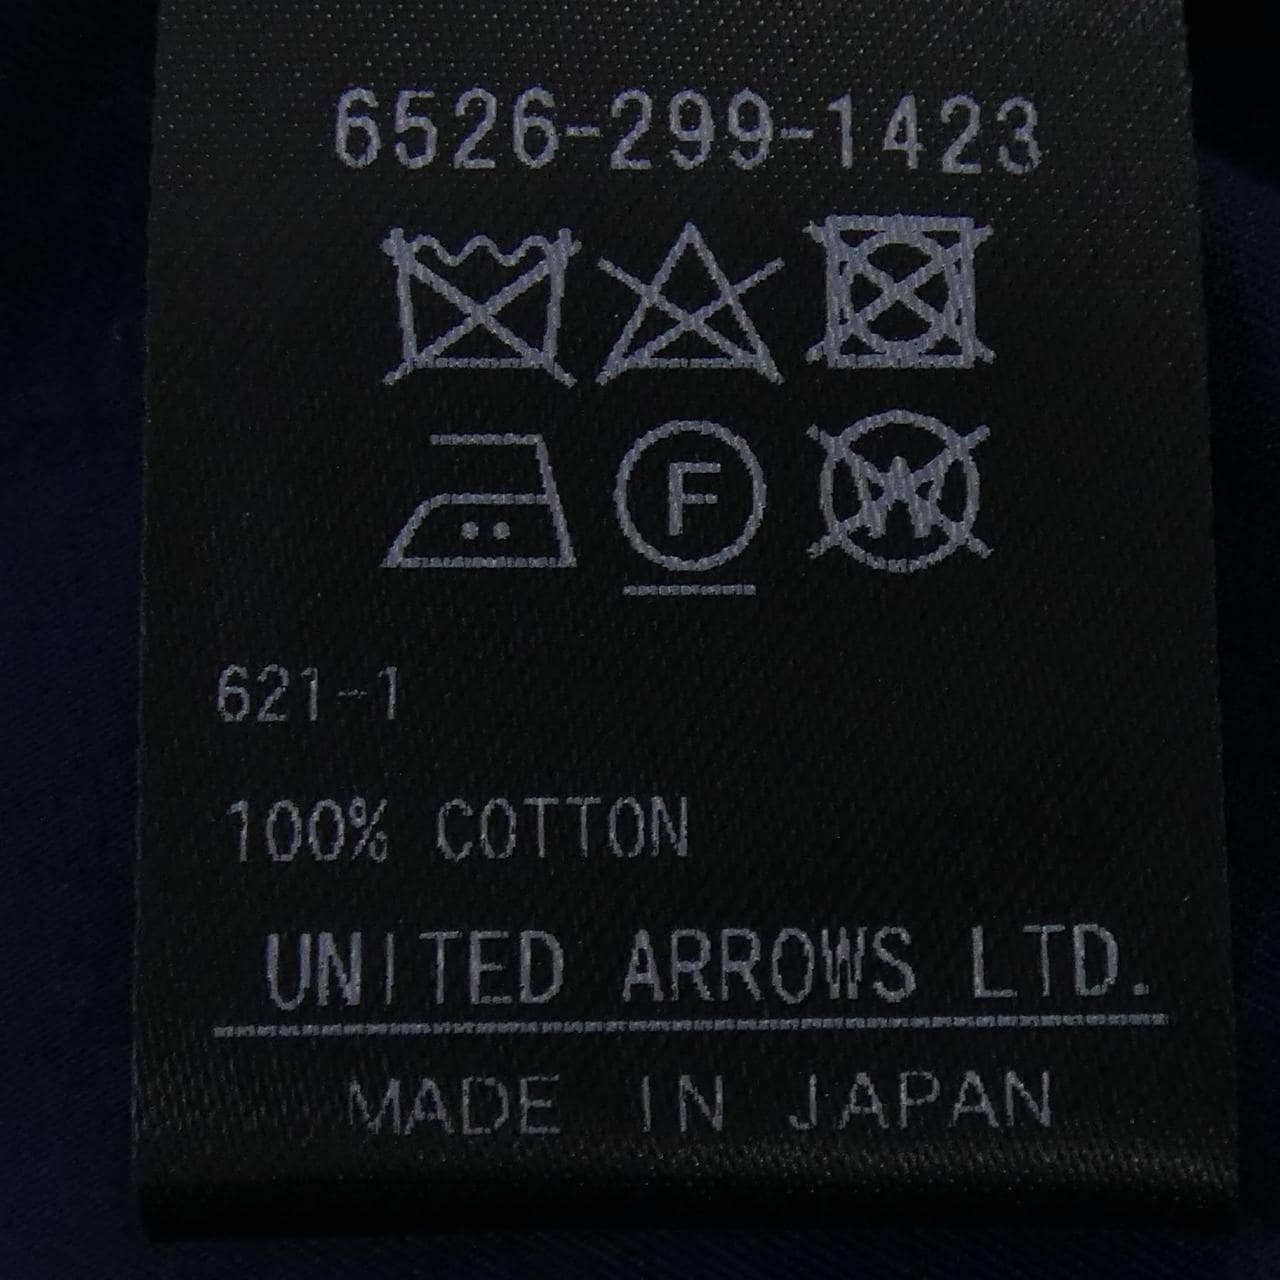 6526-299-1423
F W
621-1
100% COTTON
UNITED ARROWS LTD.
MADE IN JAPAN